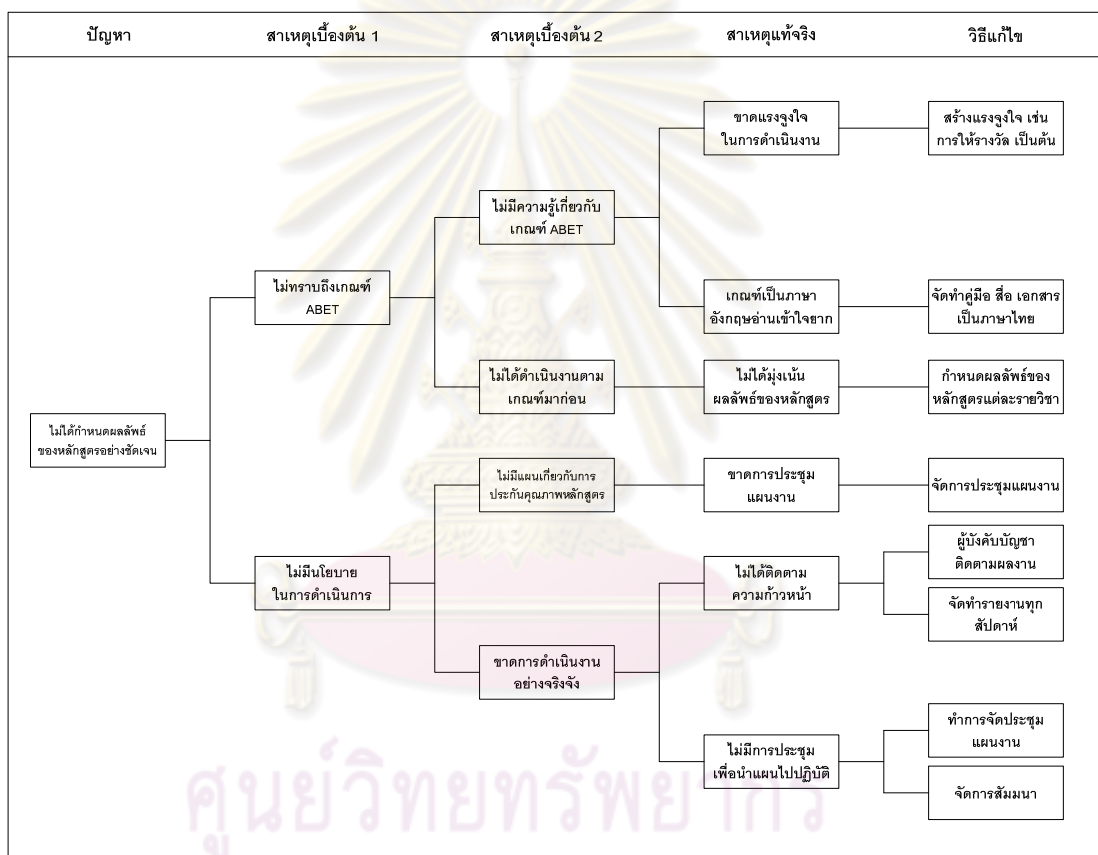 ปัญหา
สาเหตุเบื้องต้น 1
สาเหตุเบื้องต้น 2
สาเหตุแท้จริง
วิธีแก้ไข
ไม่ได้กำหนดผลลัพธ์
ของหลักสูตรอย่างชัดเจน
ไม่ทราบถึงเกณฑ์
ABET
ไม่มีความรู้เกี่ยวกับ
เกณฑ์ ABET
ขาดแรงจูงใจ
ในการดำเนินงาน
สร้างแรงจูงใจ เช่น
การให้รางวัล เป็นต้น
เกณฑ์เป็นภาษา
อังกฤษอ่านเข้าใจยาก
จัดทำคู่มือ สื่อ เอกสาร
เป็นภาษาไทย
ไม่ได้ดำเนินงานตาม
เกณฑ์มาก่อน
ไม่ได้มุ่งเน้น
ผลลัพธ์ของหลักสูตร
กำหนดผลลัพธ์ของ
หลักสูตรแต่ละรายวิชา
ไม่มีนโยบาย
ในการดำเนินการ
ไม่มีแผนเกี่ยวกับการ
ประกันคุณภาพหลักสูตร
ขาดการประชุม
แผนงาน
จัดการประชุมแผนงาน
ขาดการดำเนินงาน
อย่างจริงจัง
ไม่ได้ติดตาม
ความก้าวหน้า
ผู้บังคับบัญชา
ติดตามผลงาน
จัดทำรายงานทุก
สัปดาห์
ไม่มีการประชุม
เพื่อนำแผนไปปฏิบัติ
ทำการจัดประชุม
แผนงาน
จัดการสัมมนา
ศูนย์วิทยทรัพยากร